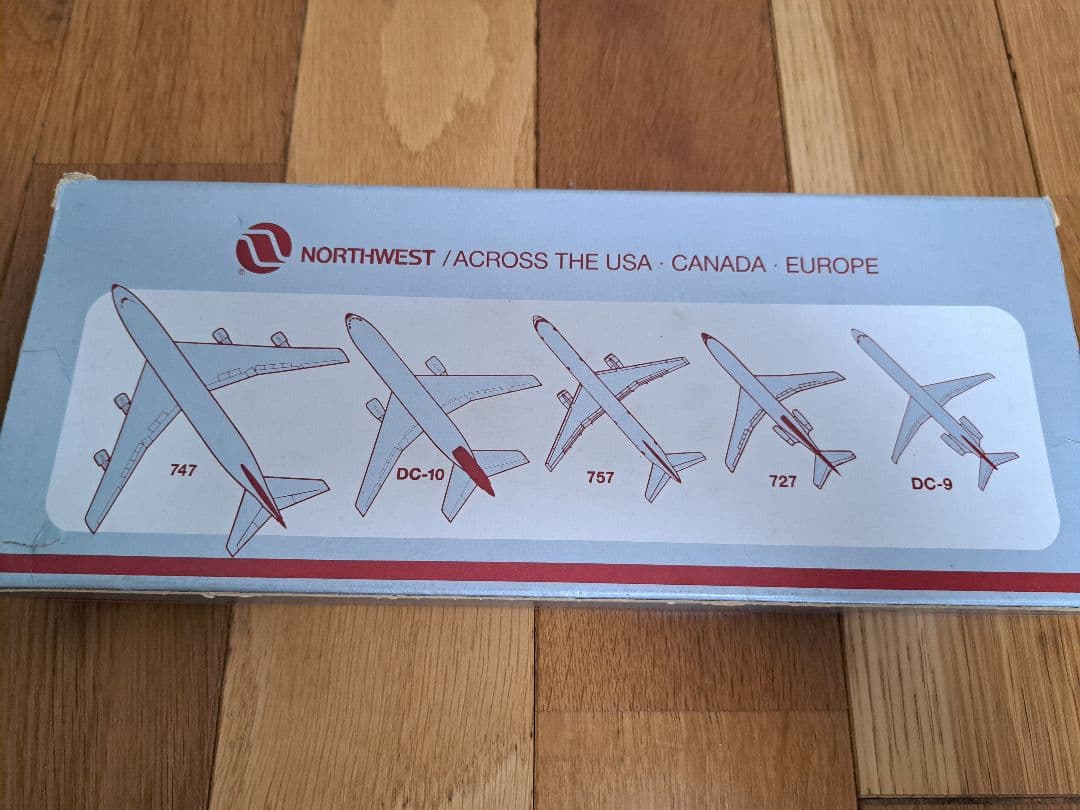 ® NORTHWEST / ACROSS THE USA · CANADA · EUROPE
747
DC-10
757
727
DC-9